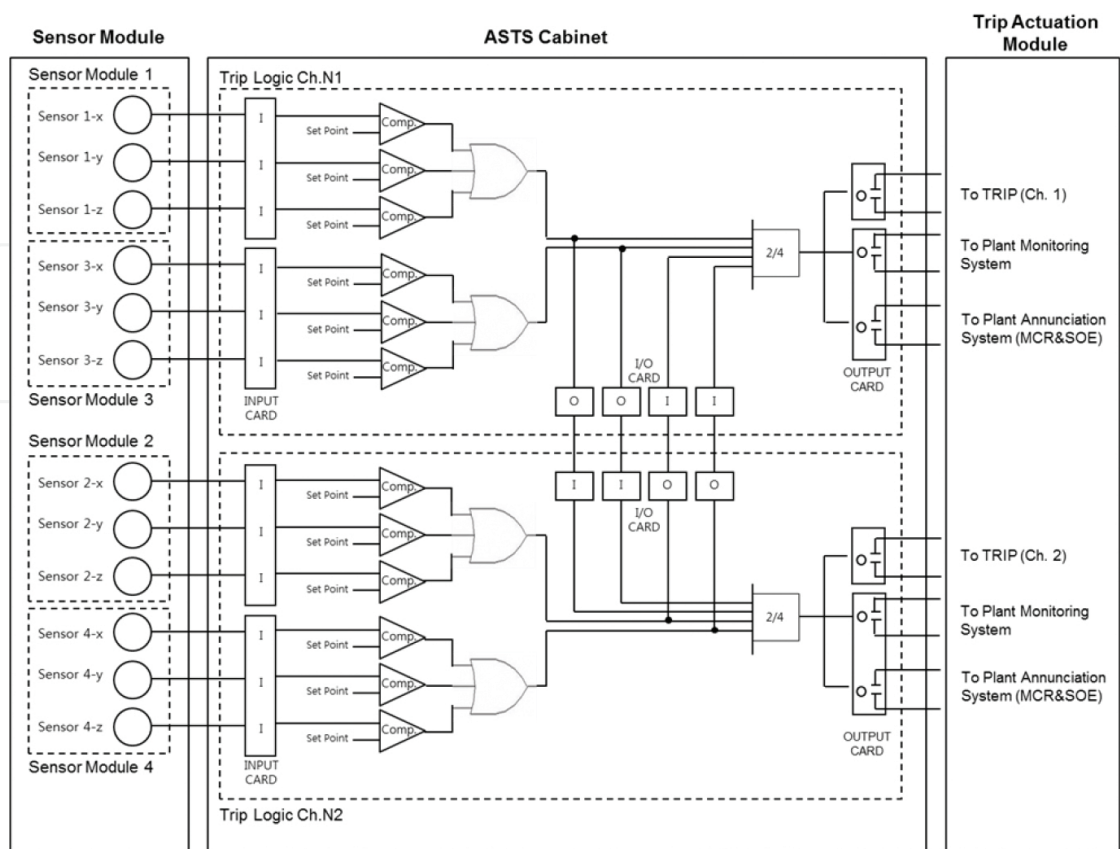 Sensor Module
ASTS Cabinet
Trip Actuation
Module
Sensor Module 1
Sensor 1-x
Sensor 1-y
Sensor 1-z
Sensor 3-x
Sensor 3-y
Sensor 3-z
Sensor Module 3
Sensor Module 2
Sensor 2-x
Sensor 2-y
Sensor 2-z
Sensor 4-x
Sensor 4-y
Sensor 4-z
Sensor Module 4
Trip Logic Ch.N1
I
I
I
I
I
I
INPUT
CARD
Set Point
Comp.
Set Point
Comp.
Set Point
Comp.
Set Point
Comp.
Set Point
Comp.
Set Point
Comp.
2/4
I/O
CARD
O
O
I
I
O
O
O
OUTPUT
CARD
I
I
O
O
I/O
CARD
I
I
I
I
I
I
INPUT
CARD
Set Point
Comp.
Set Point
Comp.
Set Point
Comp.
Set Point
Comp.
Set Point
Comp.
Set Point
Comp.
2/4
O
O
O
OUTPUT
CARD
Trip Logic Ch.N2
To TRIP (Ch. 1)
To Plant Monitoring
System
To Plant Annunciation
System (MCR&SOE)
To TRIP (Ch. 2)
To Plant Monitoring
System
To Plant Annunciation
System (MCR&SOE)